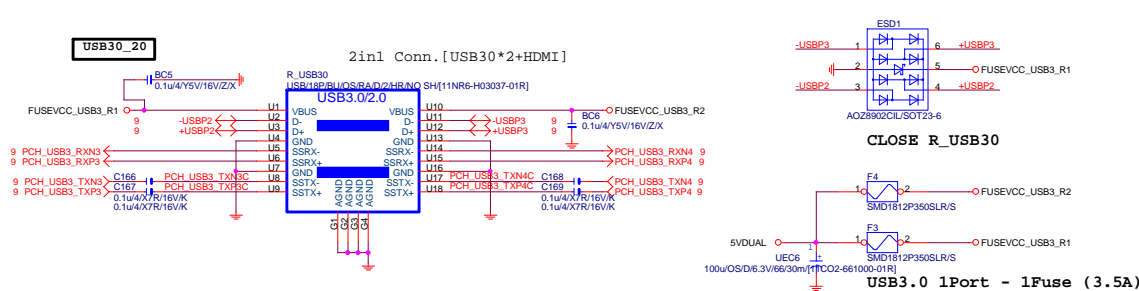 USB30_20
2in1 Conn.[USB30*2+HDMI]
BC5
0.1u/4/Y5V/16V/Z/X
R_USB30
USB/18P/BU/OS/RA/D/2/HR/NO SH/[11NR6-H03037-01R]
USB3.0/2.0
FUSEVCC_USB3_R1 U1 VBUS VBUS U10 FUSEVCC_USB3_R2
9 -USBP2 U2 D- D- U11 -USBP3 9 BC6
9 +USBP2 U3 D+ D+ U12 +USBP3 9 0.1u/4/Y5V/16V/Z/X
U4 GND GND U13
9 PCH_USB3_RXN3 U5 SSRX- SSRX- U14 PCH_USB3_RXN4 9
9 PCH_USB3_RXP3 U6 SSRX+ SSRX+ U15 PCH_USB3_RXP4 9
U7 GND GND U16
9 PCH_USB3_TXN3 C166 PCH_USB3_TXN3C U8 SSTX- SSTX- U17 PCH_USB3_TXN4C C168 PCH_USB3_TXN4 9
9 PCH_USB3_TXP3 C167 PCH_USB3_TXP3C U9 SSTX+ SSTX+ U18 PCH_USB3_TXP4C C169 PCH_USB3_TXP4 9
0.1u/4/X7R/16V/K 0.1u/4/X7R/16V/K
0.1u/4/X7R/16V/K 0.1u/4/X7R/16V/K
AGND AGND AGND AGND
G1 G2 G3 G4
ESD1
-USBP3 1 6 +USBP3
2 5 FUSEVCC_USB3_R1
-USBP2 3 4 +USBP2
AOZ8902CIL/SOT23-6
CLOSE R_USB30
F4
1 2 FUSEVCC_USB3_R2
SMD1812P350SLR/S
F3
5VDUAL 1 2 FUSEVCC_USB3_R1
SMD1812P350SLR/S
1 +
UEC6
100u/OS/D/6.3V/66/30m/[11CO2-661000-01R]
USB3.0 1Port - 1Fuse (3.5A)